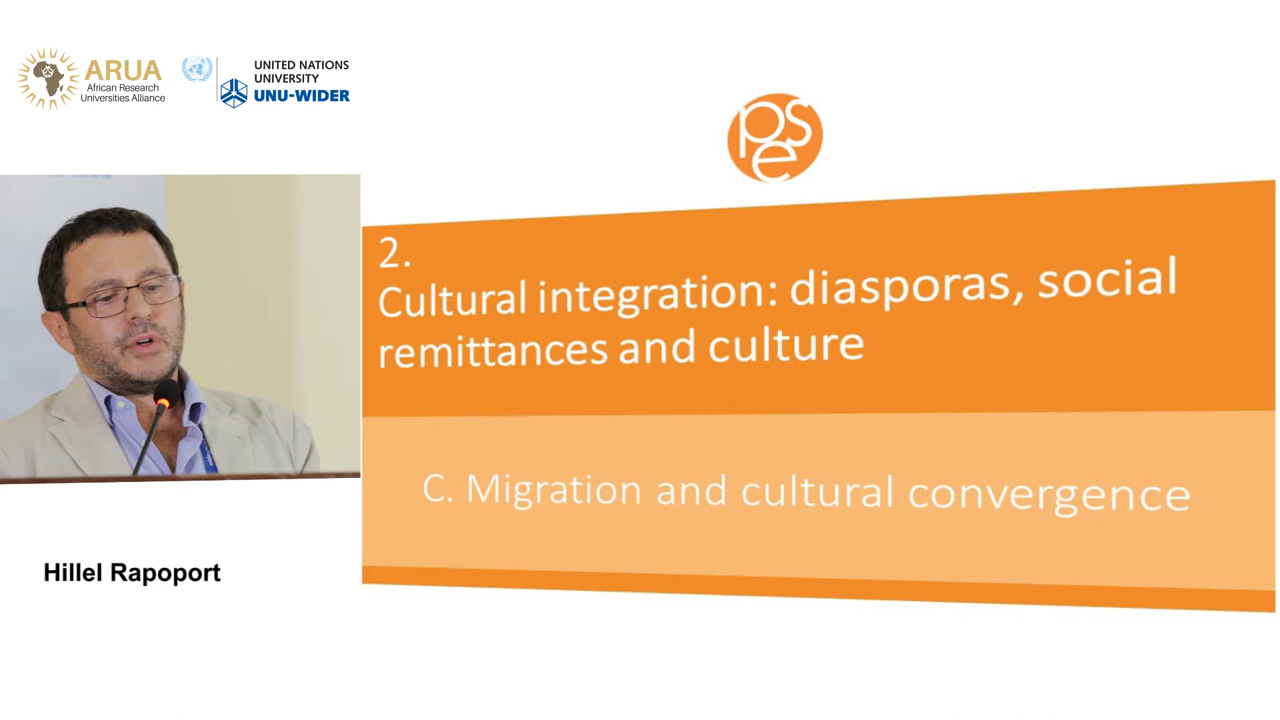 ARUA
African Research
Universities Alliance
UNITED NATIONS
UNIVERSITY
UNU-WIDER
pse
2.
Cultural integration: diasporas, social
remittances and culture
C. Migration and cultural convergence
Hillel Rapoport